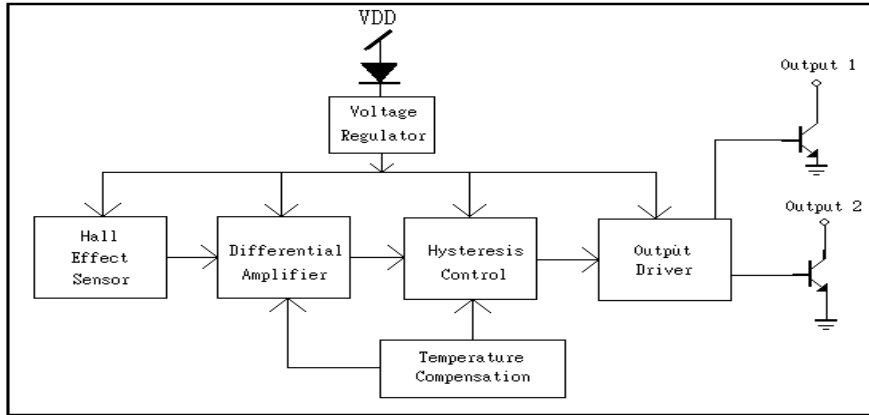 VDD
Voltage
Regulator
Output 1
Output 2
Hall
Effect
Sensor
Differential
Amplifier
Hysteresis
Control
Output
Driver
Temperature
Compensation